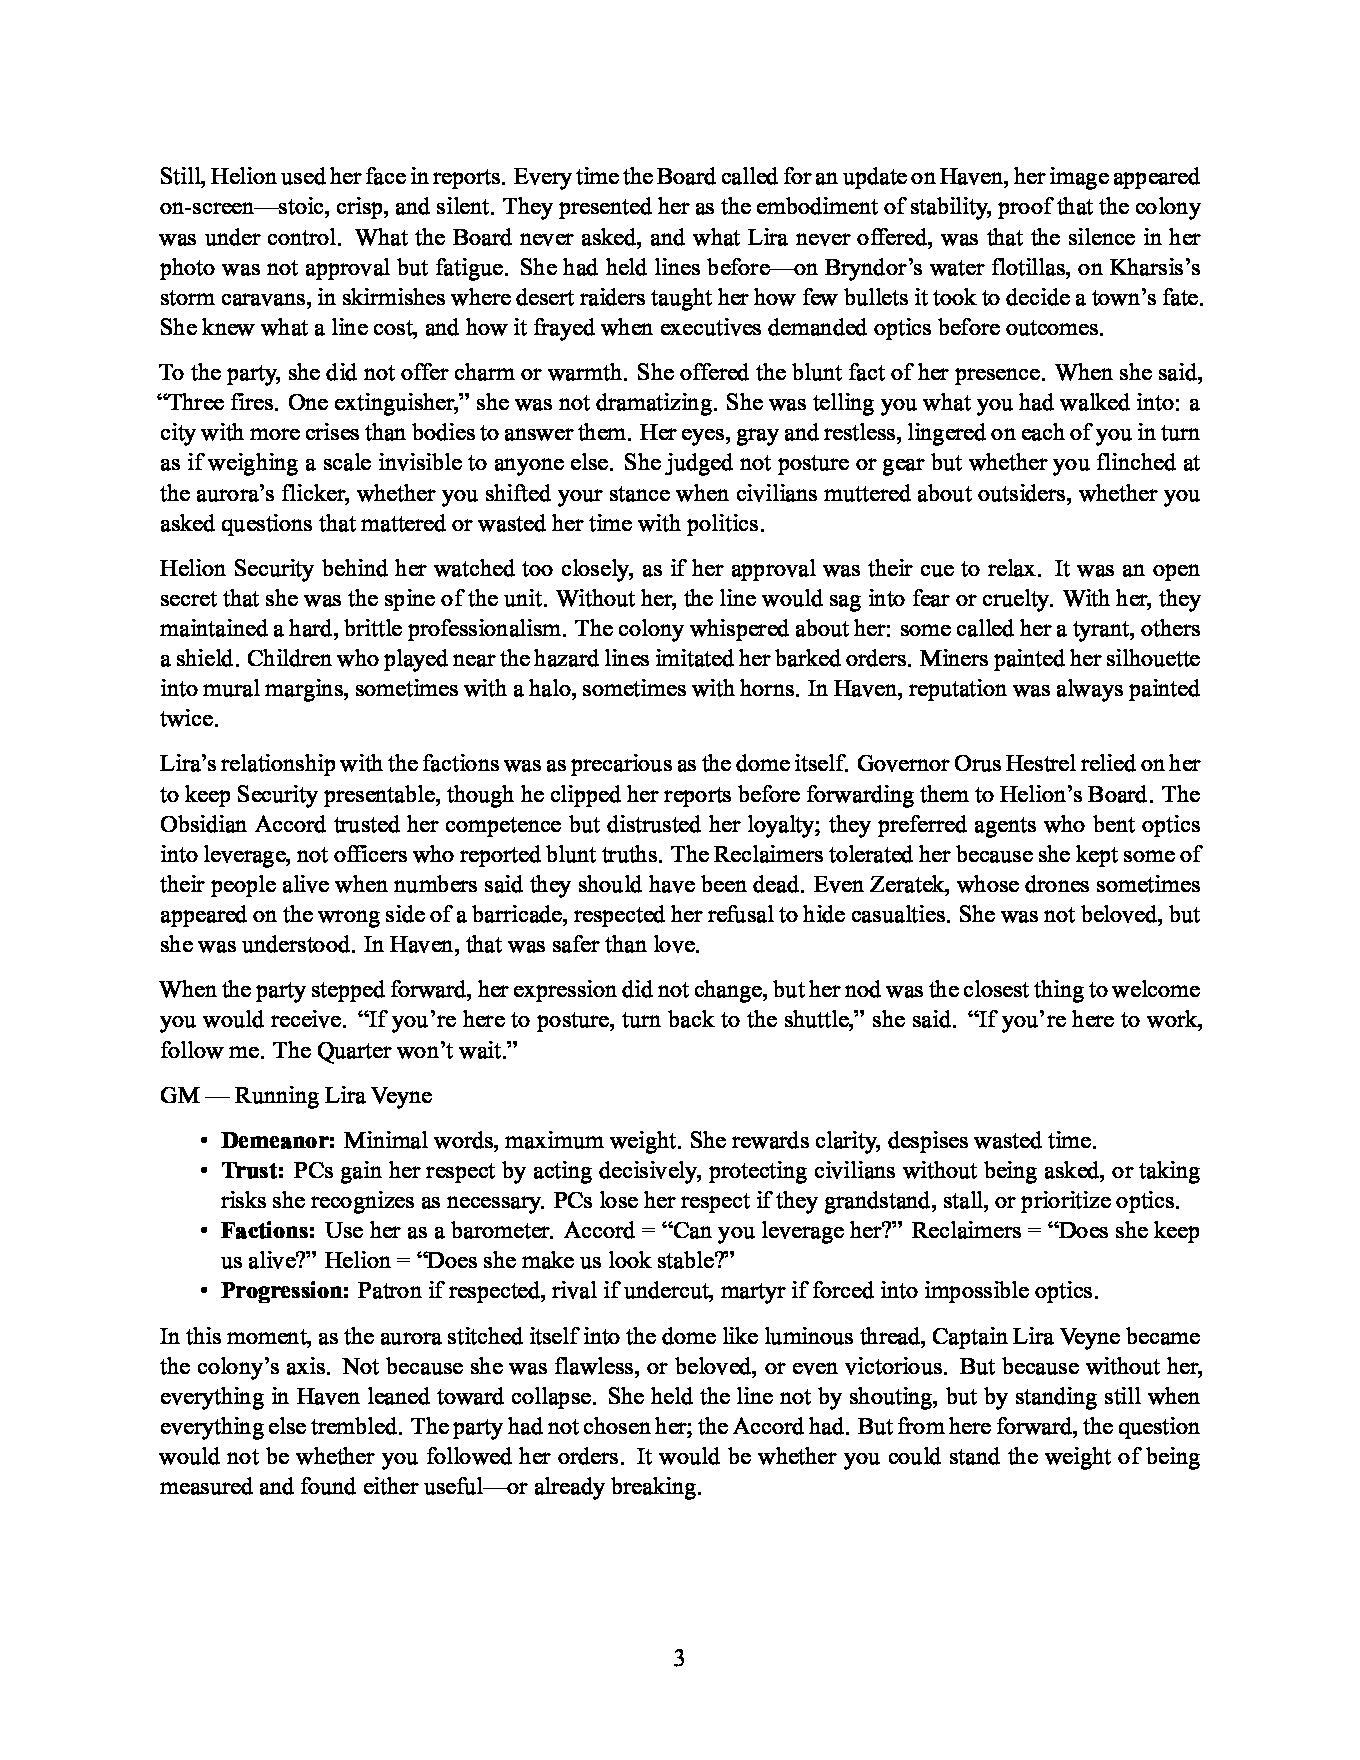 Still, Helion used her face in reports. Every time the Board called for an update on Haven, her image appeared
on-screen—stoic, crisp, and silent. They presented her as the embodiment of stability, proof that the colony
was under control. What the Board never asked, and what Lira never offered, was that the silence in her
photo was not approval but fatigue. She had held lines before—on Bryndor’s water flotillas, on Kharsis’s
storm caravans, in skirmishes where desert raiders taught her how few bullets it took to decide a town’s fate.
She knew what a line cost, and how it frayed when executives demanded optics before outcomes.
To the party, she did not offer charm or warmth. She offered the blunt fact of her presence. When she said,
“Three fires. One extinguisher,” she was not dramatizing. She was telling you what you had walked into: a
city with more crises than bodies to answer them. Her eyes, gray and restless, lingered on each of you in turn
as if weighing a scale invisible to anyone else. She judged not posture or gear but whether you flinched at
the aurora’s flicker, whether you shifted your stance when civilians muttered about outsiders, whether you
asked questions that mattered or wasted her time with politics.
Helion Security behind her watched too closely, as if her approval was their cue to relax. It was an open
secret that she was the spine of the unit. Without her, the line would sag into fear or cruelty. With her, they
maintained a hard, brittle professionalism. The colony whispered about her: some called her a tyrant, others
a shield. Children who played near the hazard lines imitated her barked orders. Miners painted her silhouette
into mural margins, sometimes with a halo, sometimes with horns. In Haven, reputation was always painted
twice.
Lira’s relationship with the factions was as precarious as the dome itself. Governor Orus Hestrel relied on her
to keep Security presentable, though he clipped her reports before forwarding them to Helion’s Board. The
Obsidian Accord trusted her competence but distrusted her loyalty; they preferred agents who bent optics
into leverage, not officers who reported blunt truths. The Reclaimers tolerated her because she kept some of
their people alive when numbers said they should have been dead. Even Zeratek, whose drones sometimes
appeared on the wrong side of a barricade, respected her refusal to hide casualties. She was not beloved, but
she was understood. In Haven, that was safer than love.
When the party stepped forward, her expression did not change, but her nod was the closest thing to welcome
you would receive. “If you’re here to posture, turn back to the shuttle,” she said. “If you’re here to work,
follow me. The Quarter won’t wait.”
GM — Running Lira Veyne
• Demeanor: Minimal words, maximum weight. She rewards clarity, despises wasted time.
• Trust: PCs gain her respect by acting decisively, protecting civilians without being asked, or taking
risks she recognizes as necessary. PCs lose her respect if they grandstand, stall, or prioritize optics.
• Factions: Use her as a barometer. Accord = “Can you leverage her?” Reclaimers = “Does she keep
us alive?” Helion = “Does she make us look stable?”
• Progression: Patron if respected, rival if undercut, martyr if forced into impossible optics.
In this moment, as the aurora stitched itself into the dome like luminous thread, Captain Lira Veyne became
the colony’s axis. Not because she was flawless, or beloved, or even victorious. But because without her,
everything in Haven leaned toward collapse. She held the line not by shouting, but by standing still when
everything else trembled. The party had not chosen her; the Accord had. But from here forward, the question
would not be whether you followed her orders. It would be whether you could stand the weight of being
measured and found either useful—or already breaking.
3